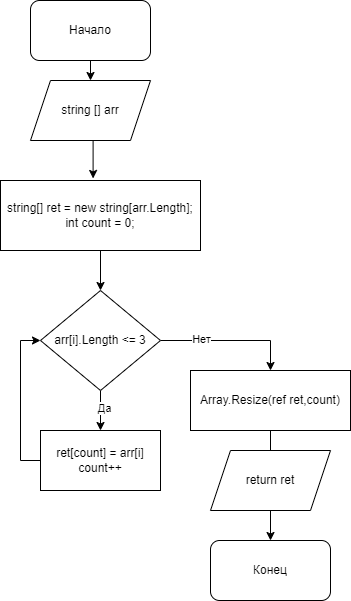 Начало
string [] arr
string[] ret = new string[arr.Length];
int count = 0;
arr[i].Length <= 3
Нет
Да
Array.Resize(ref ret,count)
ret[count] = arr[i]
count++
return ret
Конец